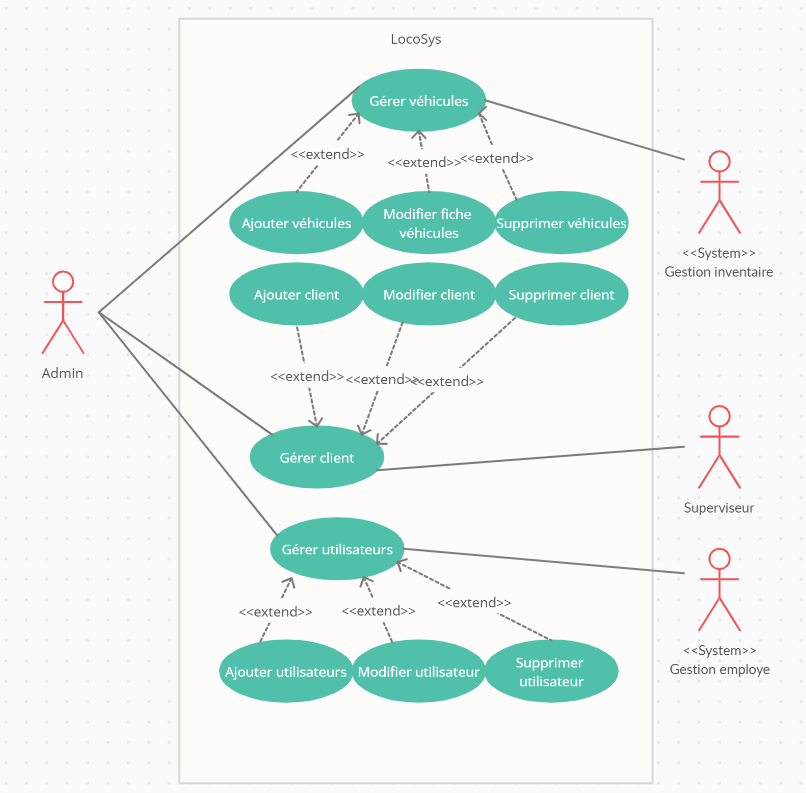 LocoSys
Gérer véhicules
<<extend>>
<<extend>>
<<extend>>
Ajouter véhicules
Modifier fiche
véhicules
Supprimer véhicules
<<System>>
Gestion inventaire
Ajouter client
Modifier client
Supprimer client
Admin
<<extend>>
<<extend>>
<<extend>>
Gérer client
Superviseur
Gérer utilisateurs
<<extend>>
<<extend>>
<<extend>>
<<System>>
Gestion employe
Ajouter utilisateurs
Modifier utilisateur
Supprimer
utilisateur